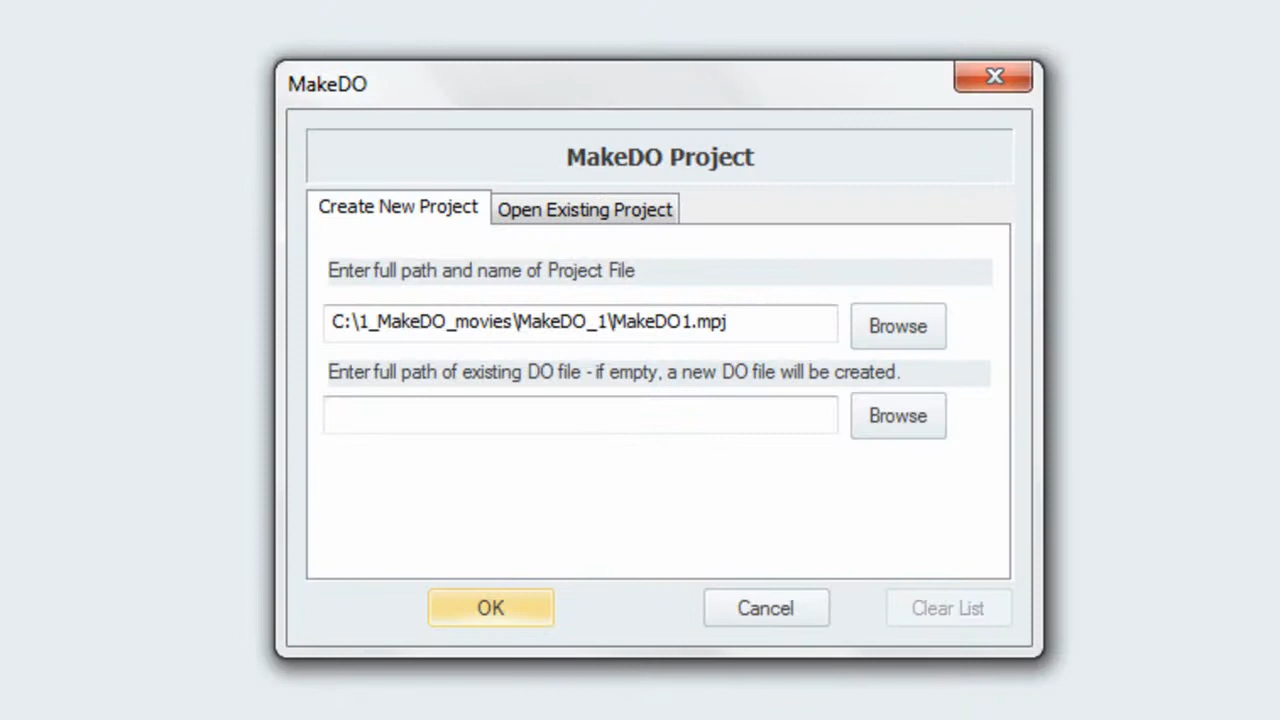 MakeDO
MakeDO Project
Create New Project
Open Existing Project
Enter full path and name of Project File
C:\1_MakeDO_movies\MakeDO_1\MakeDO1.mpj
Browse
Enter full path of existing DO file - if empty, a new DO file will be created.
Browse
OK
Cancel
Clear List